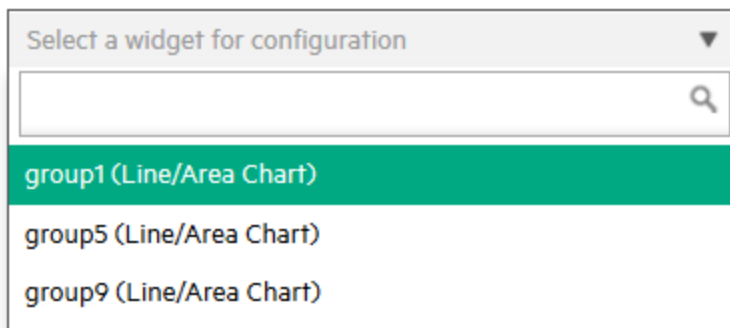 Select a widget for configuration
group1 (Line/Area Chart)
group5 (Line/Area Chart)
group9 (Line/Area Chart)